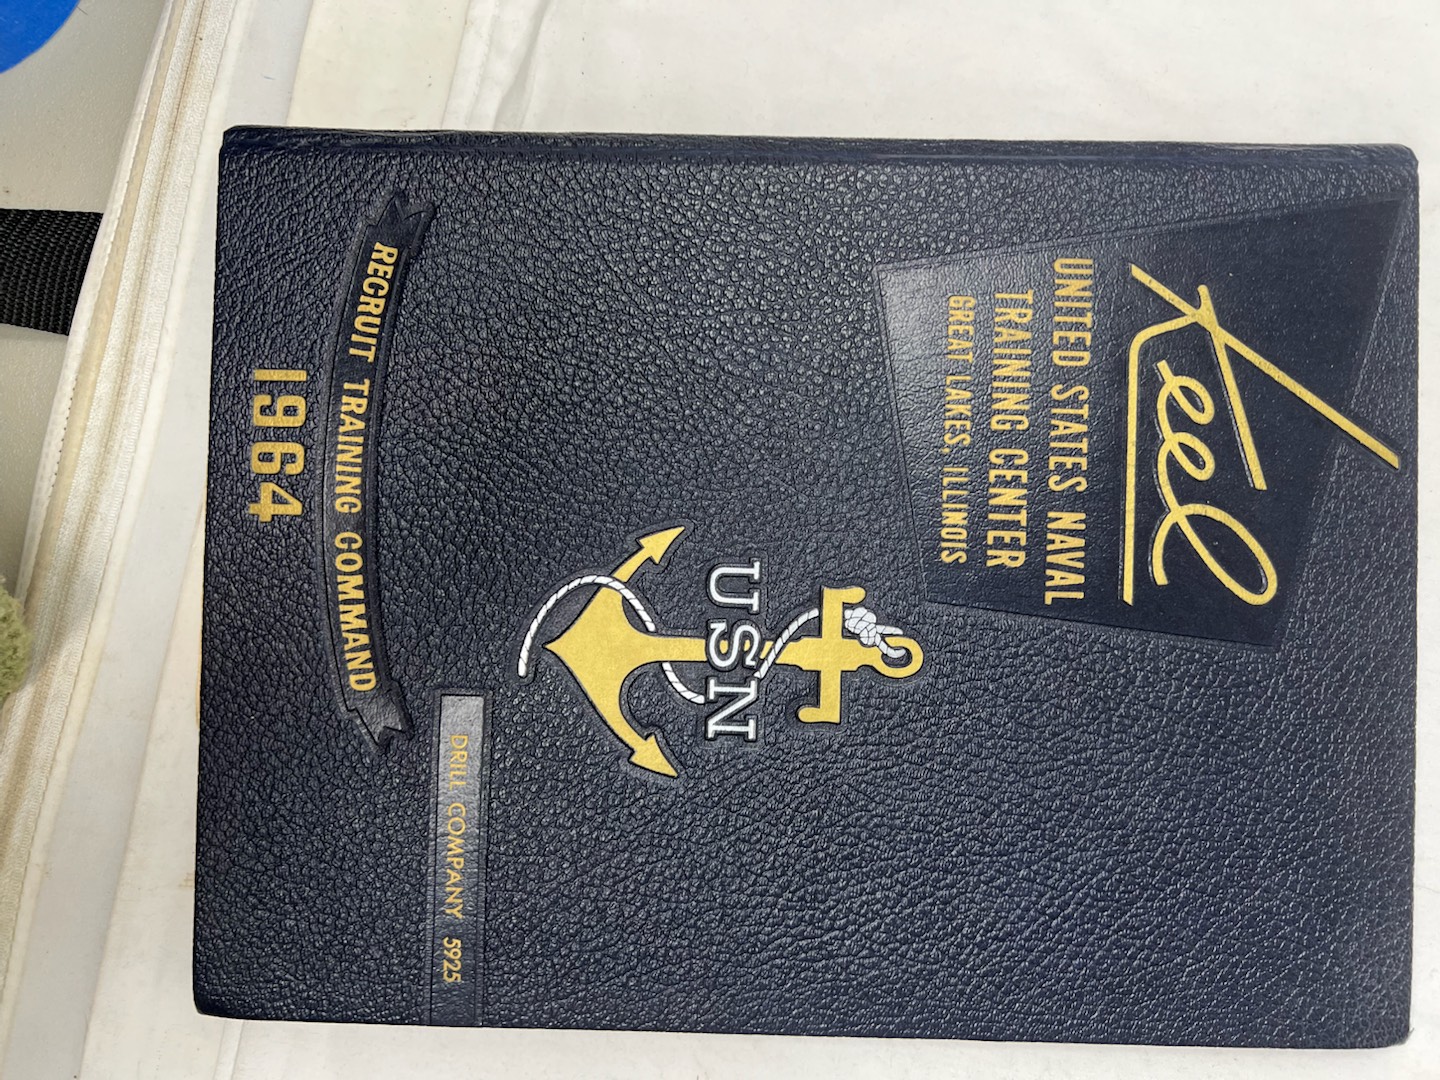 Keel
UNITED STATES NAVAL
TRAINING CENTER
GREAT LAKES, ILLINOIS
USN
DRILL COMPANY 5925
RECRUIT TRAINING COMMAND
1964